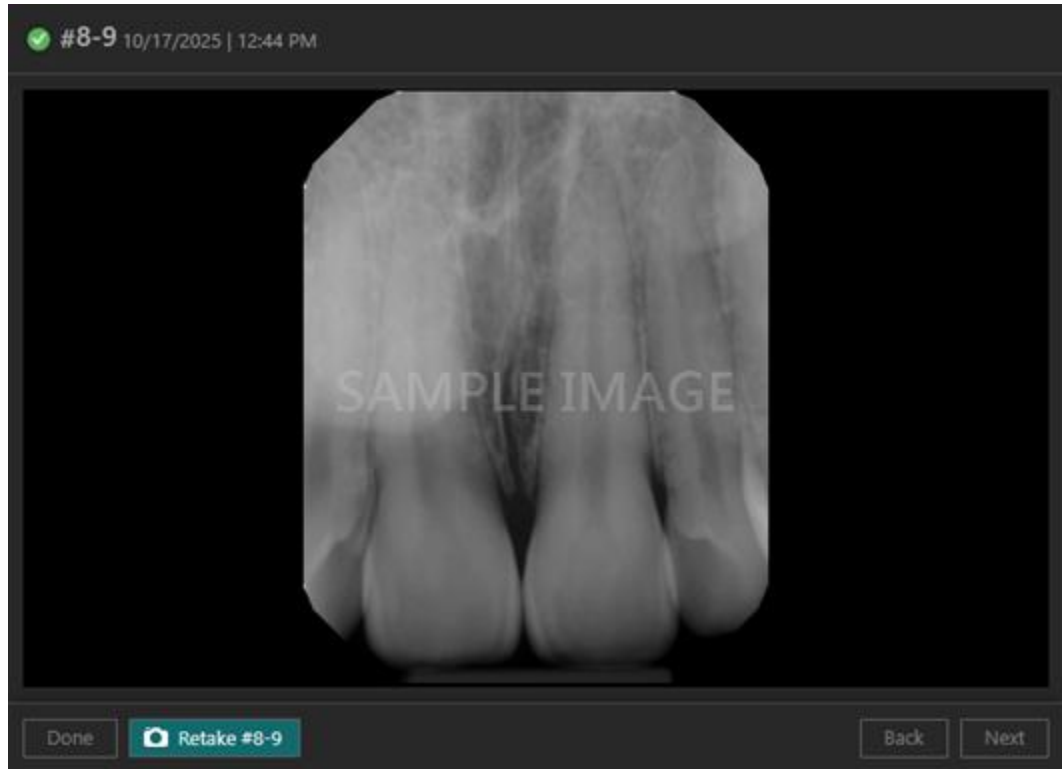 #8-9 10/17/2025 | 12:44 PM
SAMPLE IMAGE
Done
Retake #8-9
Back
Next